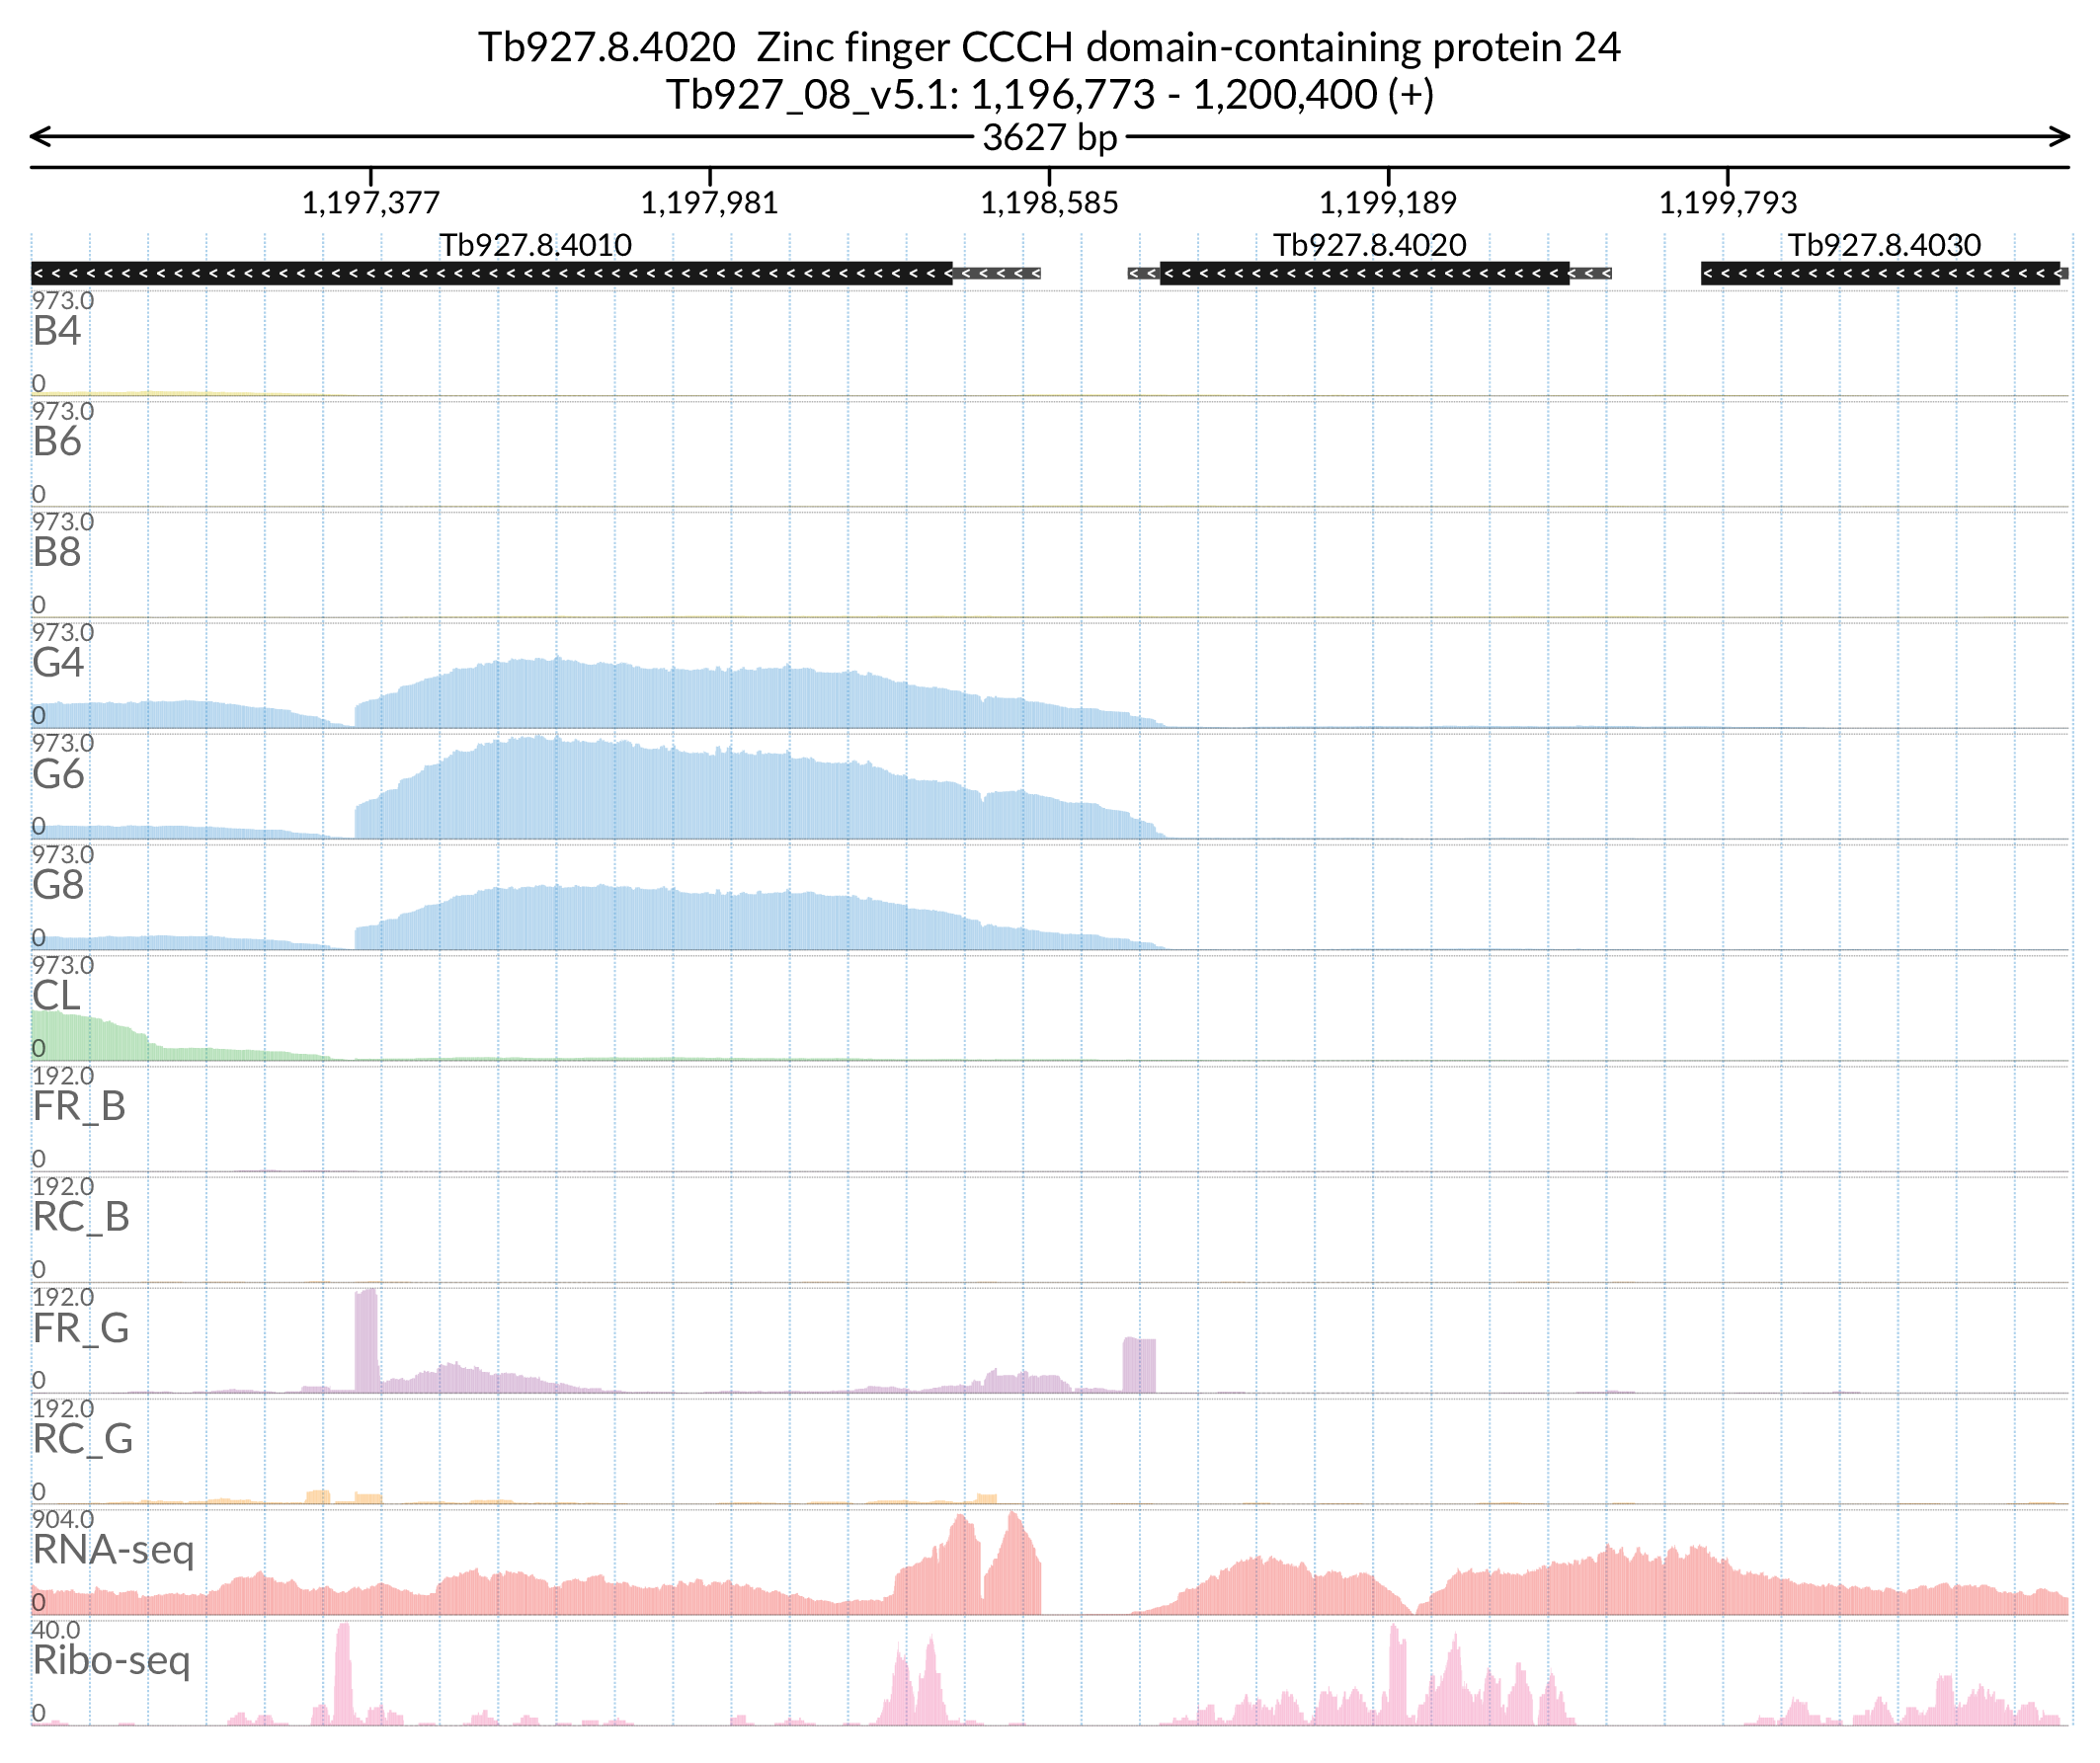 Tb927.8.4020  Zinc finger CCCH domain-containing protein 24
Tb927_08_v5.1: 1,196,773 - 1,200,400 (+)
3627 bp
1,197,377 1,197,981 1,198,585 1,199,189 1,199,793
Tb927.8.4010 Tb927.8.4020 Tb927.8.4030
973.0
B4
0
973.0
B6
0
973.0
B8
0
973.0
G4
0
973.0
G6
0
973.0
G8
0
973.0
CL
0
192.0
FR_B
0
192.0
RC_B
0
192.0
FR_G
0
192.0
RC_G
0
904.0
RNA-seq
0
40.0
Ribo-seq
0